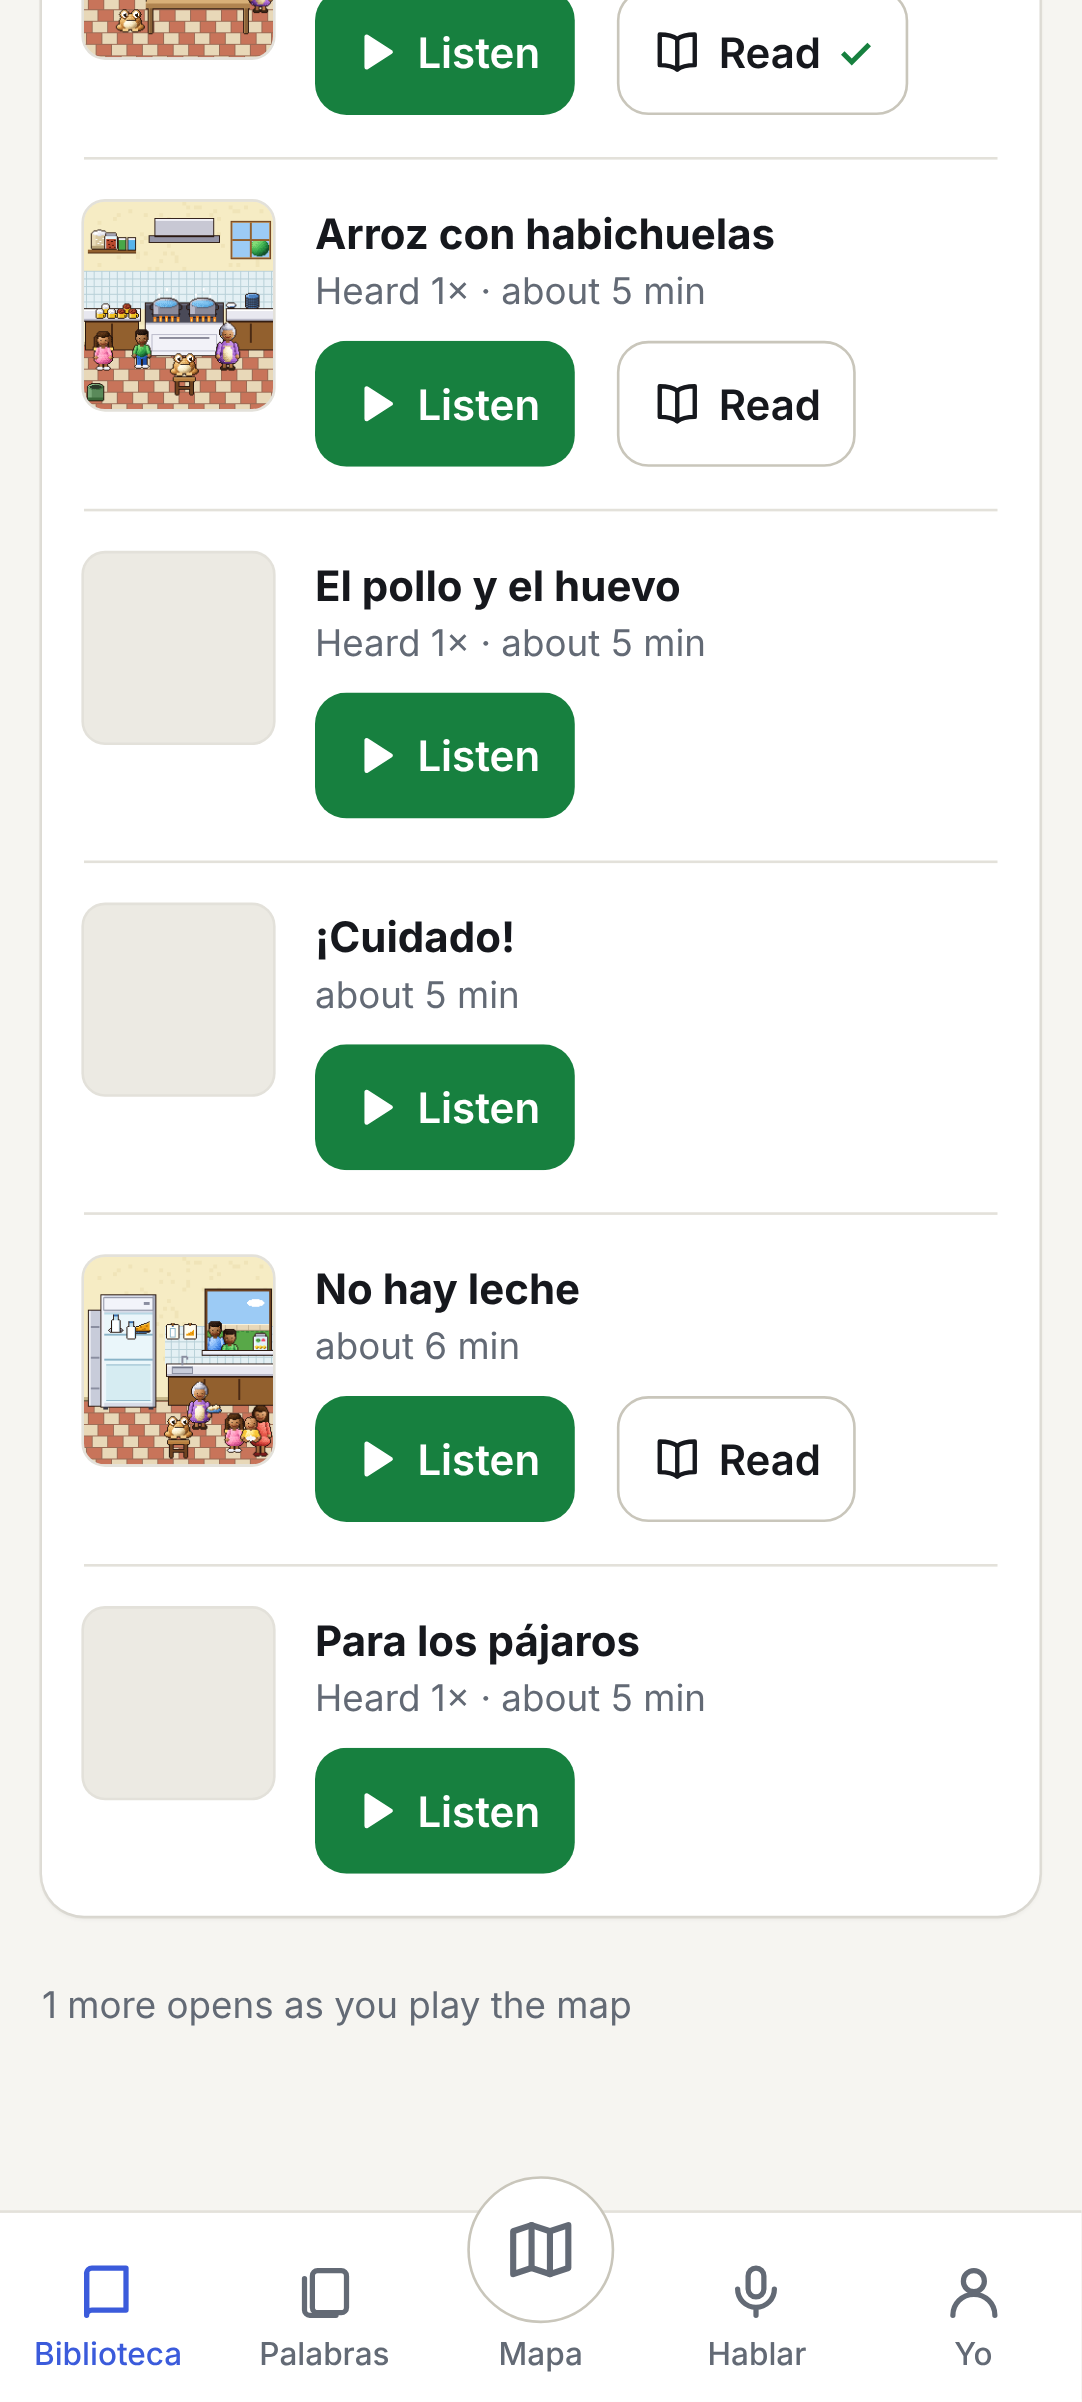 Listen
Read
Arroz con habichuelas
Heard 1× · about 5 min
Listen
Read
El pollo y el huevo
Heard 1× · about 5 min
Listen
¡Cuidado!
about 5 min
Listen
No hay leche
about 6 min
Listen
Read
Para los pájaros
Heard 1× · about 5 min
Listen
1 more opens as you play the map
Biblioteca
Palabras
Mapa
Hablar
Yo